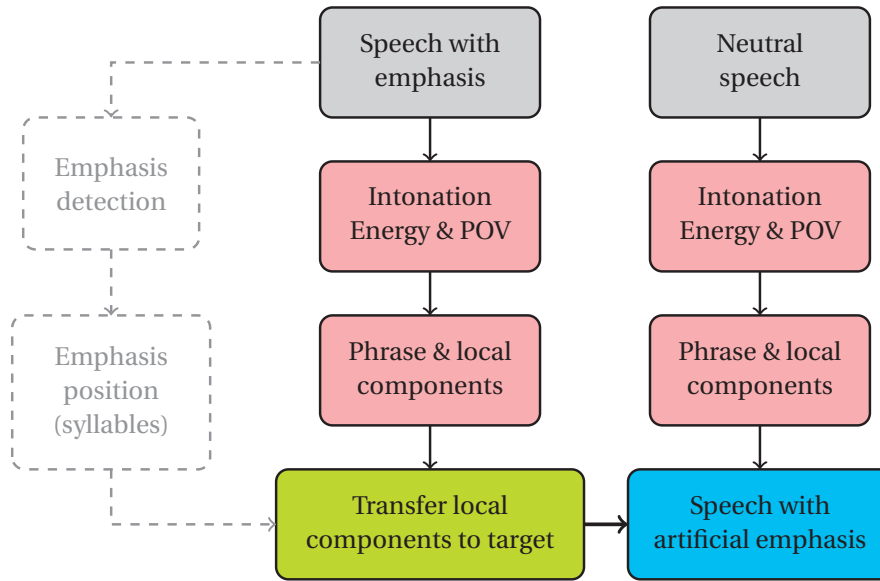 Speech with
emphasis
Neutral
speech
Emphasis
detection
Intonation
Energy & POV
Intonation
Energy & POV
Emphasis
position
(syllables)
Phrase & local
components
Phrase & local
components
Transfer local
components to target
Speech with
artificial emphasis